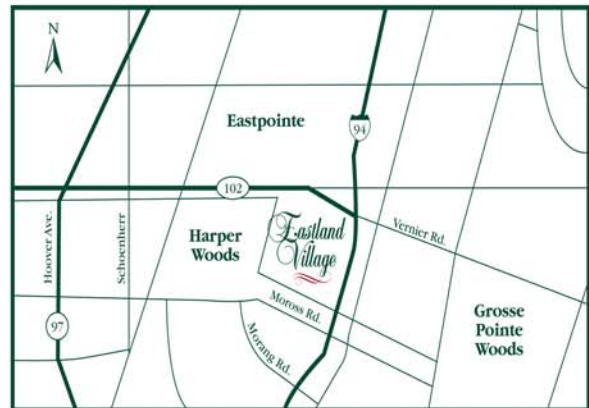 N
Eastpointe
94
102
Hoover Ave.
Schoenherr
Harper
Woods
Eastland
Village
Vernier Rd.
Moross Rd.
Morang Rd.
Grosse
Pointe
Woods
97